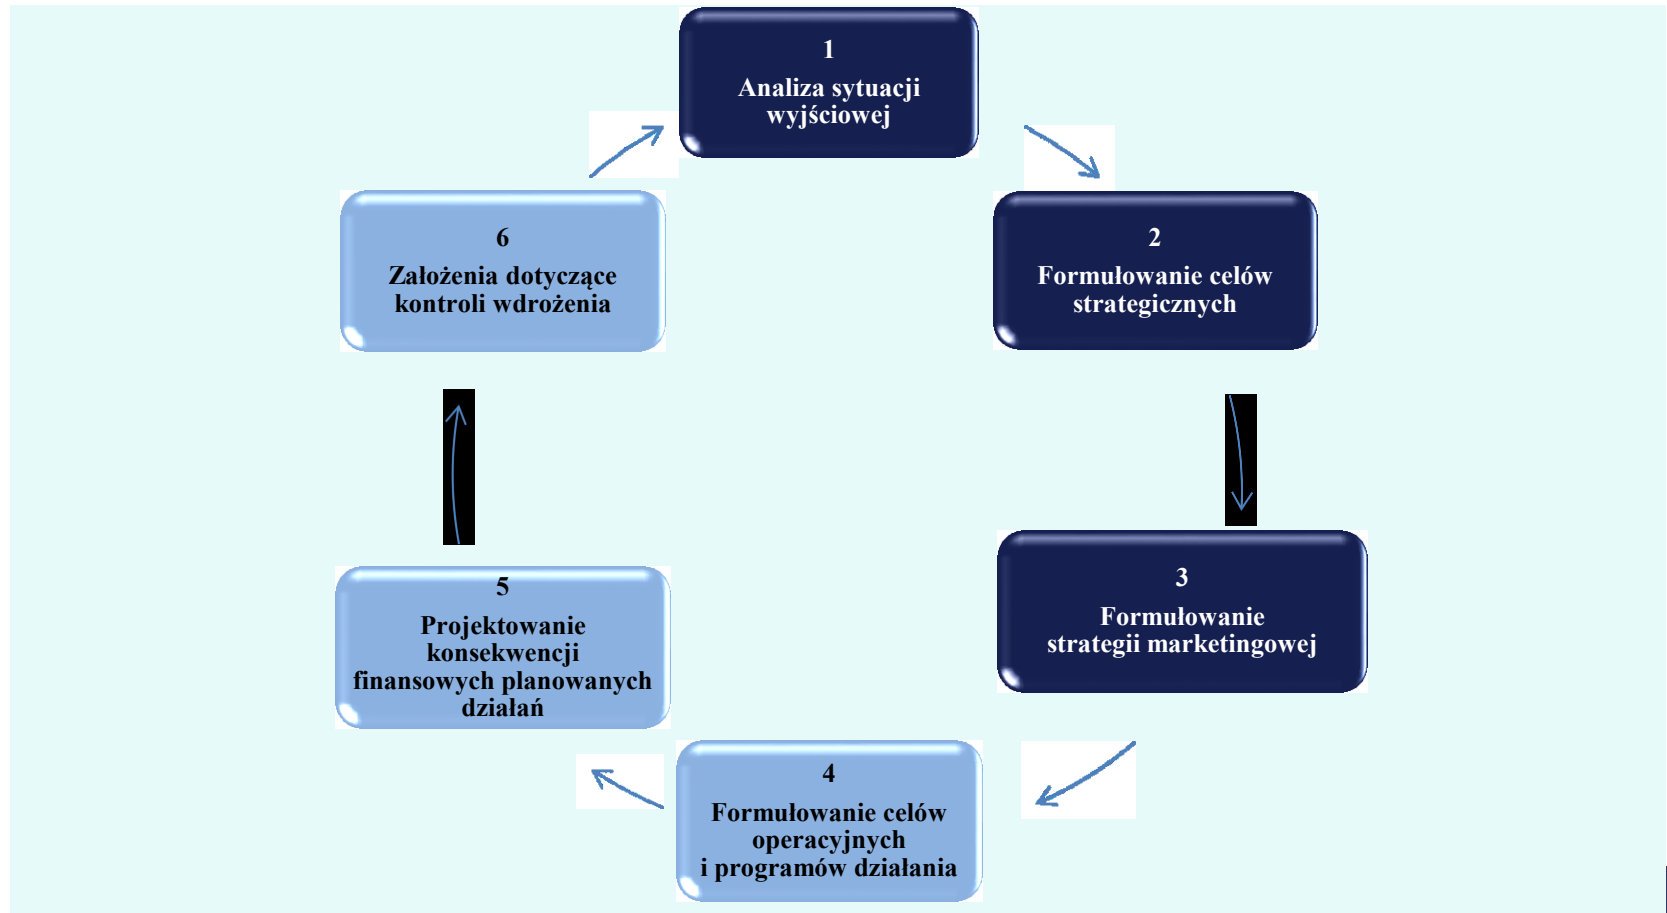 1
Analiza sytuacji
wyjściowej
2
Formułowanie celów
strategicznych
3
Formułowanie
strategii marketingowej
4
Formułowanie celów
operacyjnych
i programów działania
5
Projektowanie
konsekwencji
finansowych planowanych
działań
6
Założenia dotyczące
kontroli wdrożenia